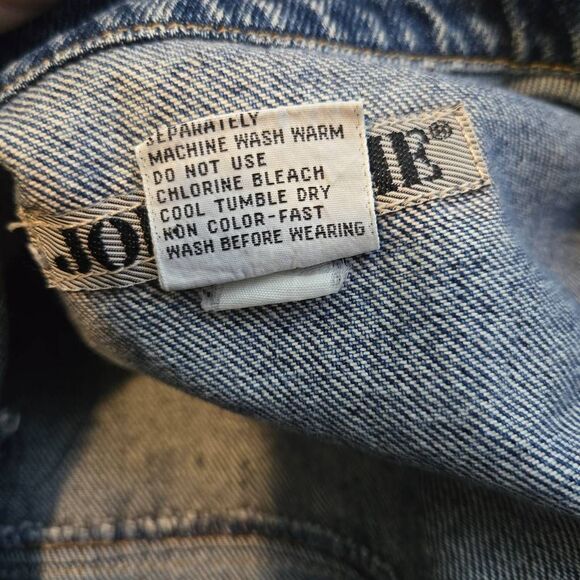 SEPARATELY
MACHINE WASH WARM
DO NOT USE
CHLORINE BLEACH
COOL TUMBLE DRY
NON COLOR-FAST
WASH BEFORE WEARING